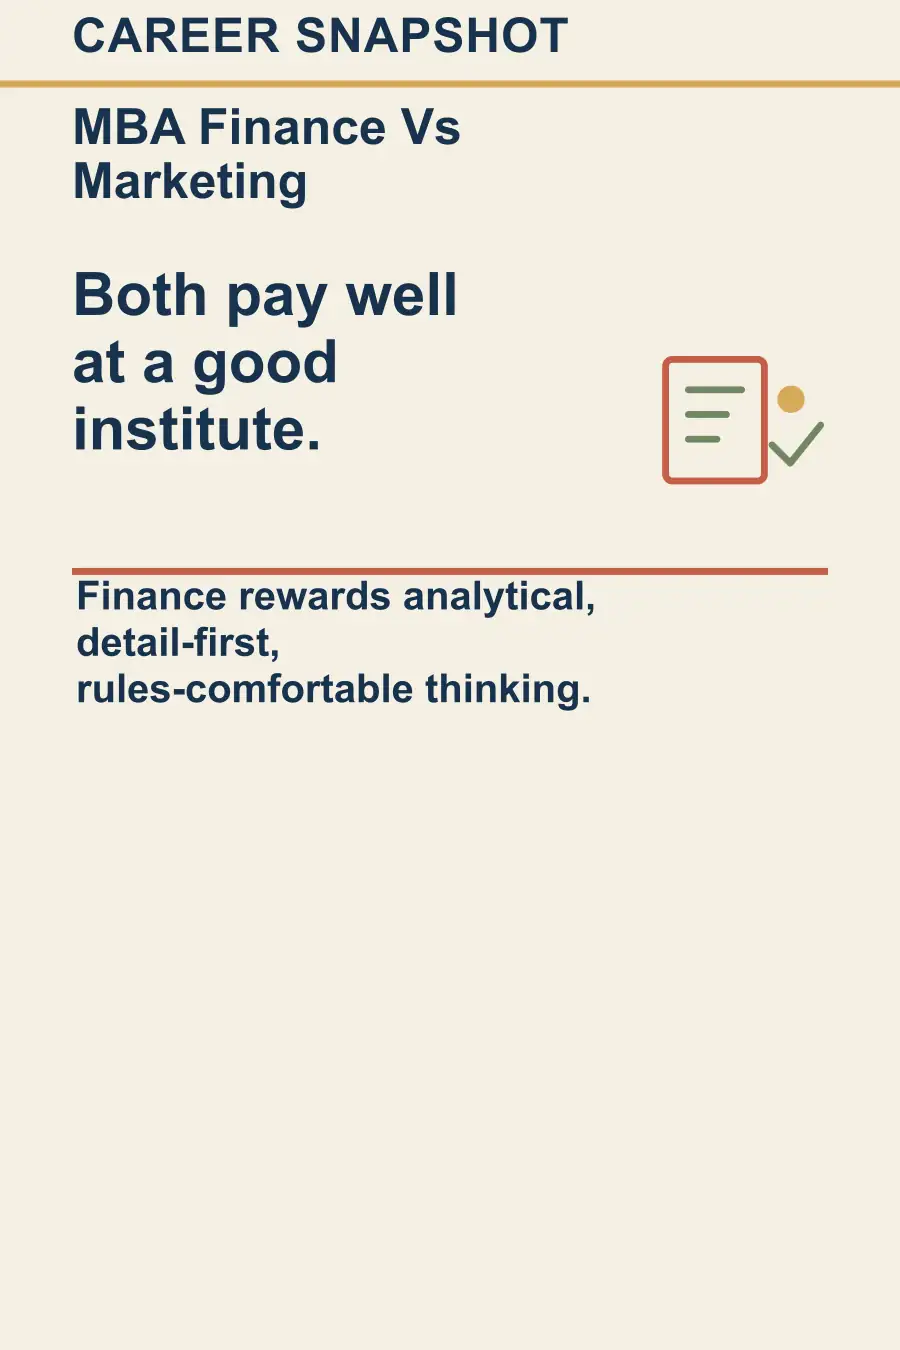 CAREER SNAPSHOT
MBA Finance Vs
Marketing
Both pay well
at a good
institute.
Finance rewards analytical,
detail-first,
rules-comfortable thinking.